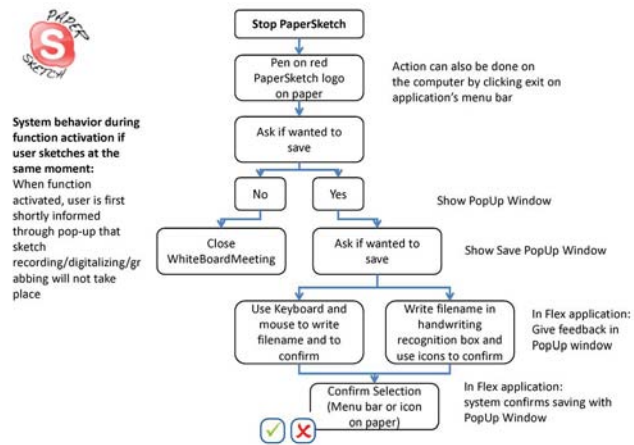 PAPER
S
SKETCH
Stop PaperSketch
Pen on red
PaperSketch logo
on paper
Action can also be done on
the computer by clicking exit on
application's menu bar
System behavior during
function activation if
user sketches at the
same moment:
When function
activated, user is first
shortly informed
through pop-up that
sketch
recording/digitalizing/gr
abbing will not take
place
Ask if wanted to
save
No
Yes
Show PopUp Window
Close
WhiteBoardMeeting
Ask if wanted to
save
Show Save PopUp Window
Use Keyboard and
mouse to write
filename and to
confirm
Write filename in
handwriting
recognition box and
use icons to confirm
In Flex application:
Give feedback in
PopUp window
Confirm Selection
(Menu bar or icon
on paper)
In Flex application:
system confirms saving with
PopUp Window